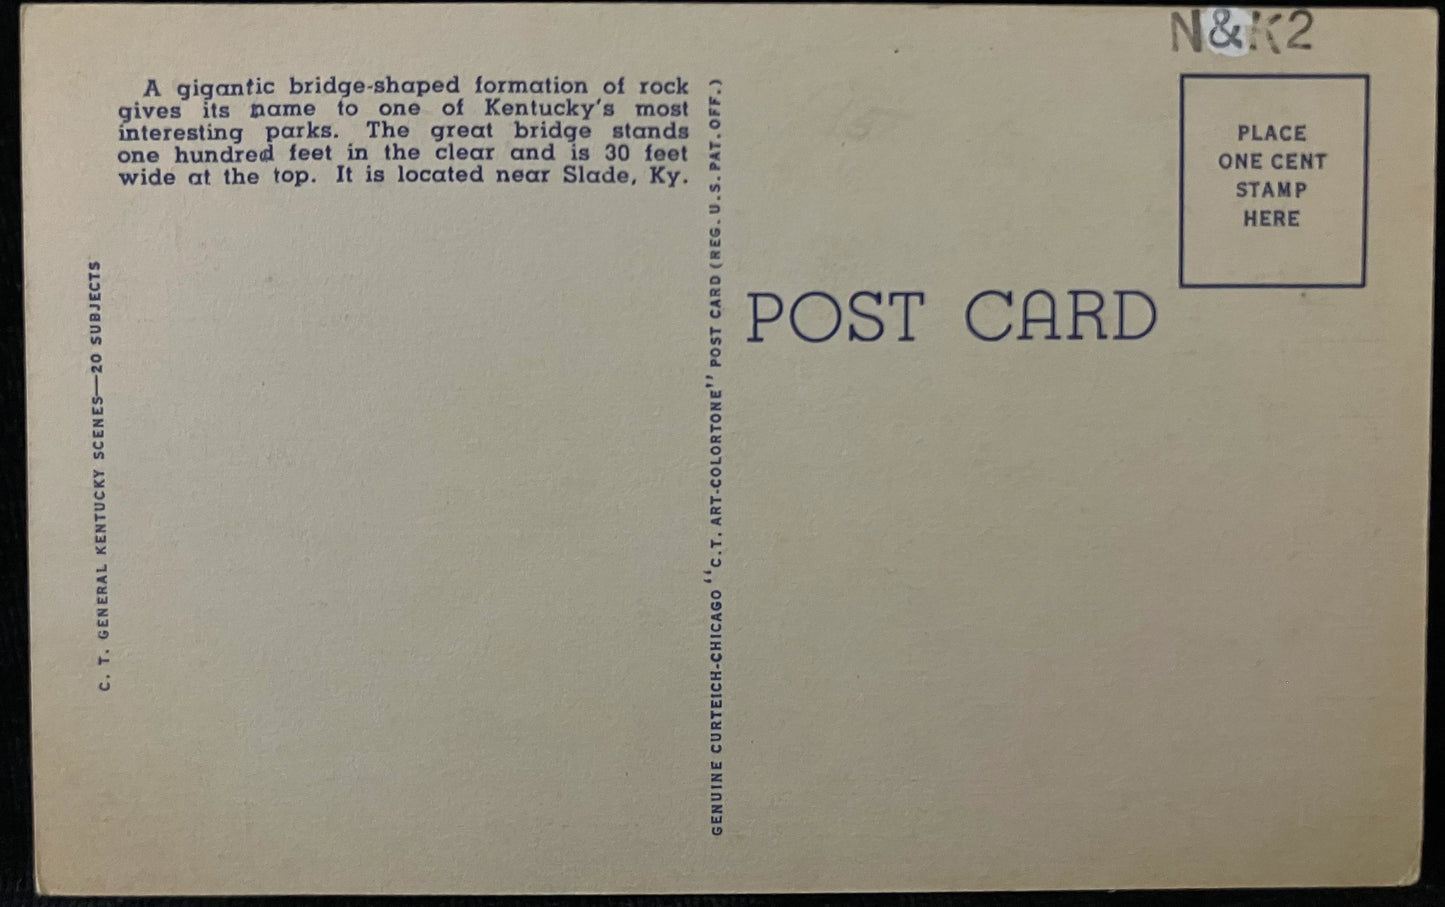 N&K2
A gigantic bridge-shaped formation of rock
gives its name to one of Kentucky's most
interesting parks. The great bridge stands
one hundred feet in the clear and is 30 feet
wide at the top. It is located near Slade, Ky.
C. T. GENERAL KENTUCKY SCENES—20 SUBJECTS
GENUINE CURTEICH-CHICAGO "C.T. ART-COLORTONE" POST CARD (REG. U.S. PAT. OFF.)
15
PLACE
ONE CENT
STAMP
HERE
POST CARD